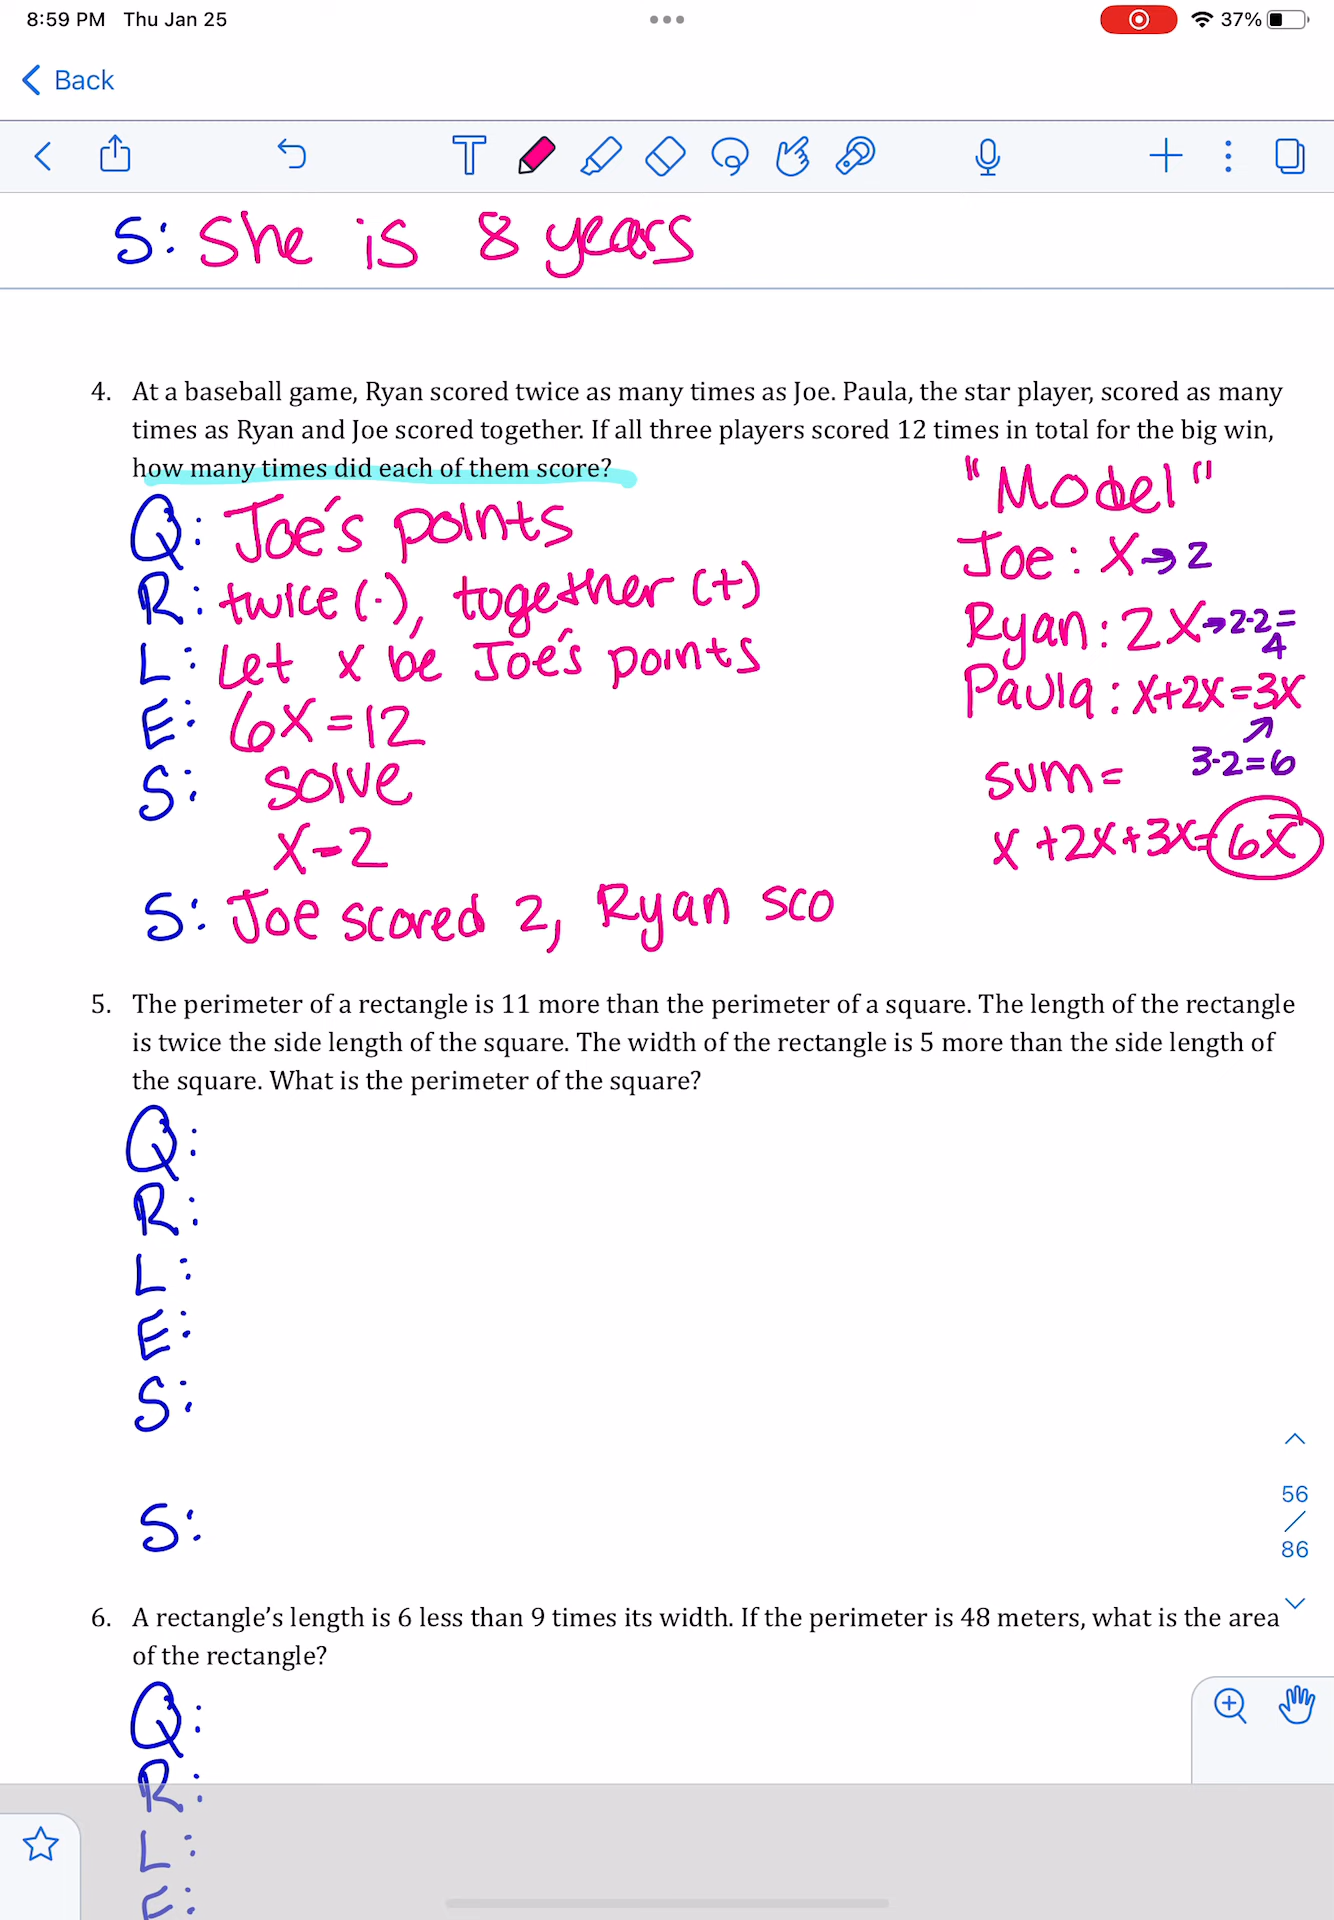 8:59 PM Thu Jan 25
37%
Back
S: She is 8 years
4. At a baseball game, Ryan scored twice as many times as Joe. Paula, the star player, scored as many
times as Ryan and Joe scored together. If all three players scored 12 times in total for the big win,
how many times did each of them score?
"Model"
Q: Joe's points
Joe: X→2
R: twice (·), together (+)
Ryan: 2X→2·2=
4
L: Let x be Joe's points
Paula: x+2x=3x
E: 6x=12
3·2=6
S: solve
sum=
x=2
x+2x+3x=6x
S: Joe scored 2, Ryan sco
5. The perimeter of a rectangle is 11 more than the perimeter of a square. The length of the rectangle
is twice the side length of the square. The width of the rectangle is 5 more than the side length of
the square. What is the perimeter of the square?
Q:
R:
L:
E:
S:
56
/
86
S:
6. A rectangle's length is 6 less than 9 times its width. If the perimeter is 48 meters, what is the area
of the rectangle?
Q:
R:
L:
E: